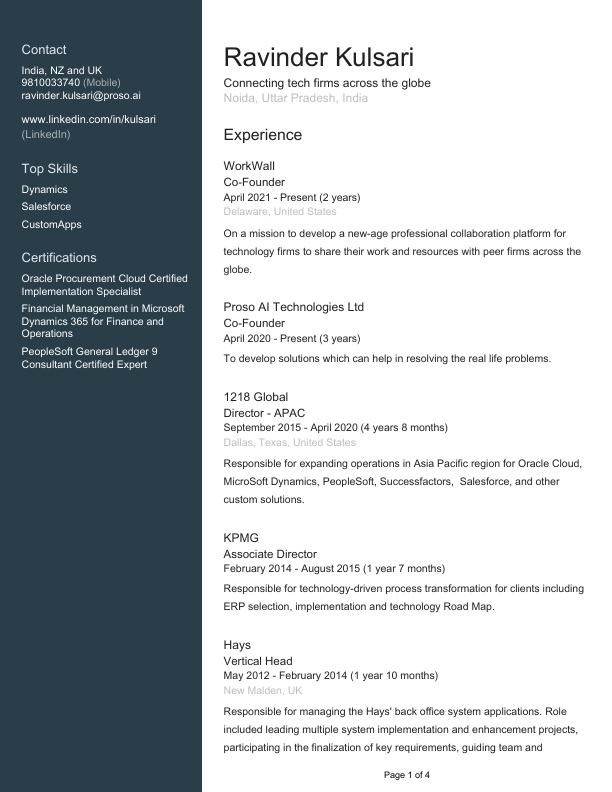 Contact
India, NZ and UK
9810033740 (Mobile)
ravinder.kulsari@proso.ai
www.linkedin.com/in/kulsari
(LinkedIn)
Top Skills
Dynamics
Salesforce
CustomApps
Certifications
Oracle Procurement Cloud Certified
Implementation Specialist
Financial Management in Microsoft
Dynamics 365 for Finance and
Operations
PeopleSoft General Ledger 9
Consultant Certified Expert
Ravinder Kulsari
Connecting tech firms across the globe
Noida, Uttar Pradesh, India
Experience
WorkWall
Co-Founder
April 2021 - Present (2 years)
Delaware, United States
On a mission to develop a new-age professional collaboration platform for
technology firms to share their work and resources with peer firms across the
globe.
Proso AI Technologies Ltd
Co-Founder
April 2020 - Present (3 years)
To develop solutions which can help in resolving the real life problems.
1218 Global
Director - APAC
September 2015 - April 2020 (4 years 8 months)
Dallas, Texas, United States
Responsible for expanding operations in Asia Pacific region for Oracle Cloud,
MicroSoft Dynamics, PeopleSoft, Successfactors,  Salesforce, and other
custom solutions.
KPMG
Associate Director
February 2014 - August 2015 (1 year 7 months)
Responsible for technology-driven process transformation for clients including
ERP selection, implementation and technology Road Map.
Hays
Vertical Head
May 2012 - February 2014 (1 year 10 months)
New Malden, UK
Responsible for managing the Hays' back office system applications. Role
included leading multiple system implementation and enhancement projects,
participating in the finalization of key requirements, guiding team and
Page 1 of 4